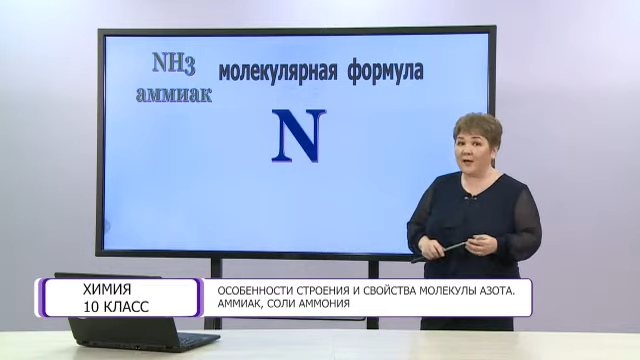 NH3
аммиак
молекулярная формула
N
ХИМИЯ
10 КЛАСС
ОСОБЕННОСТИ СТРОЕНИЯ И СВОЙСТВА МОЛЕКУЛЫ АЗОТА.
АММИАК, СОЛИ АММОНИЯ